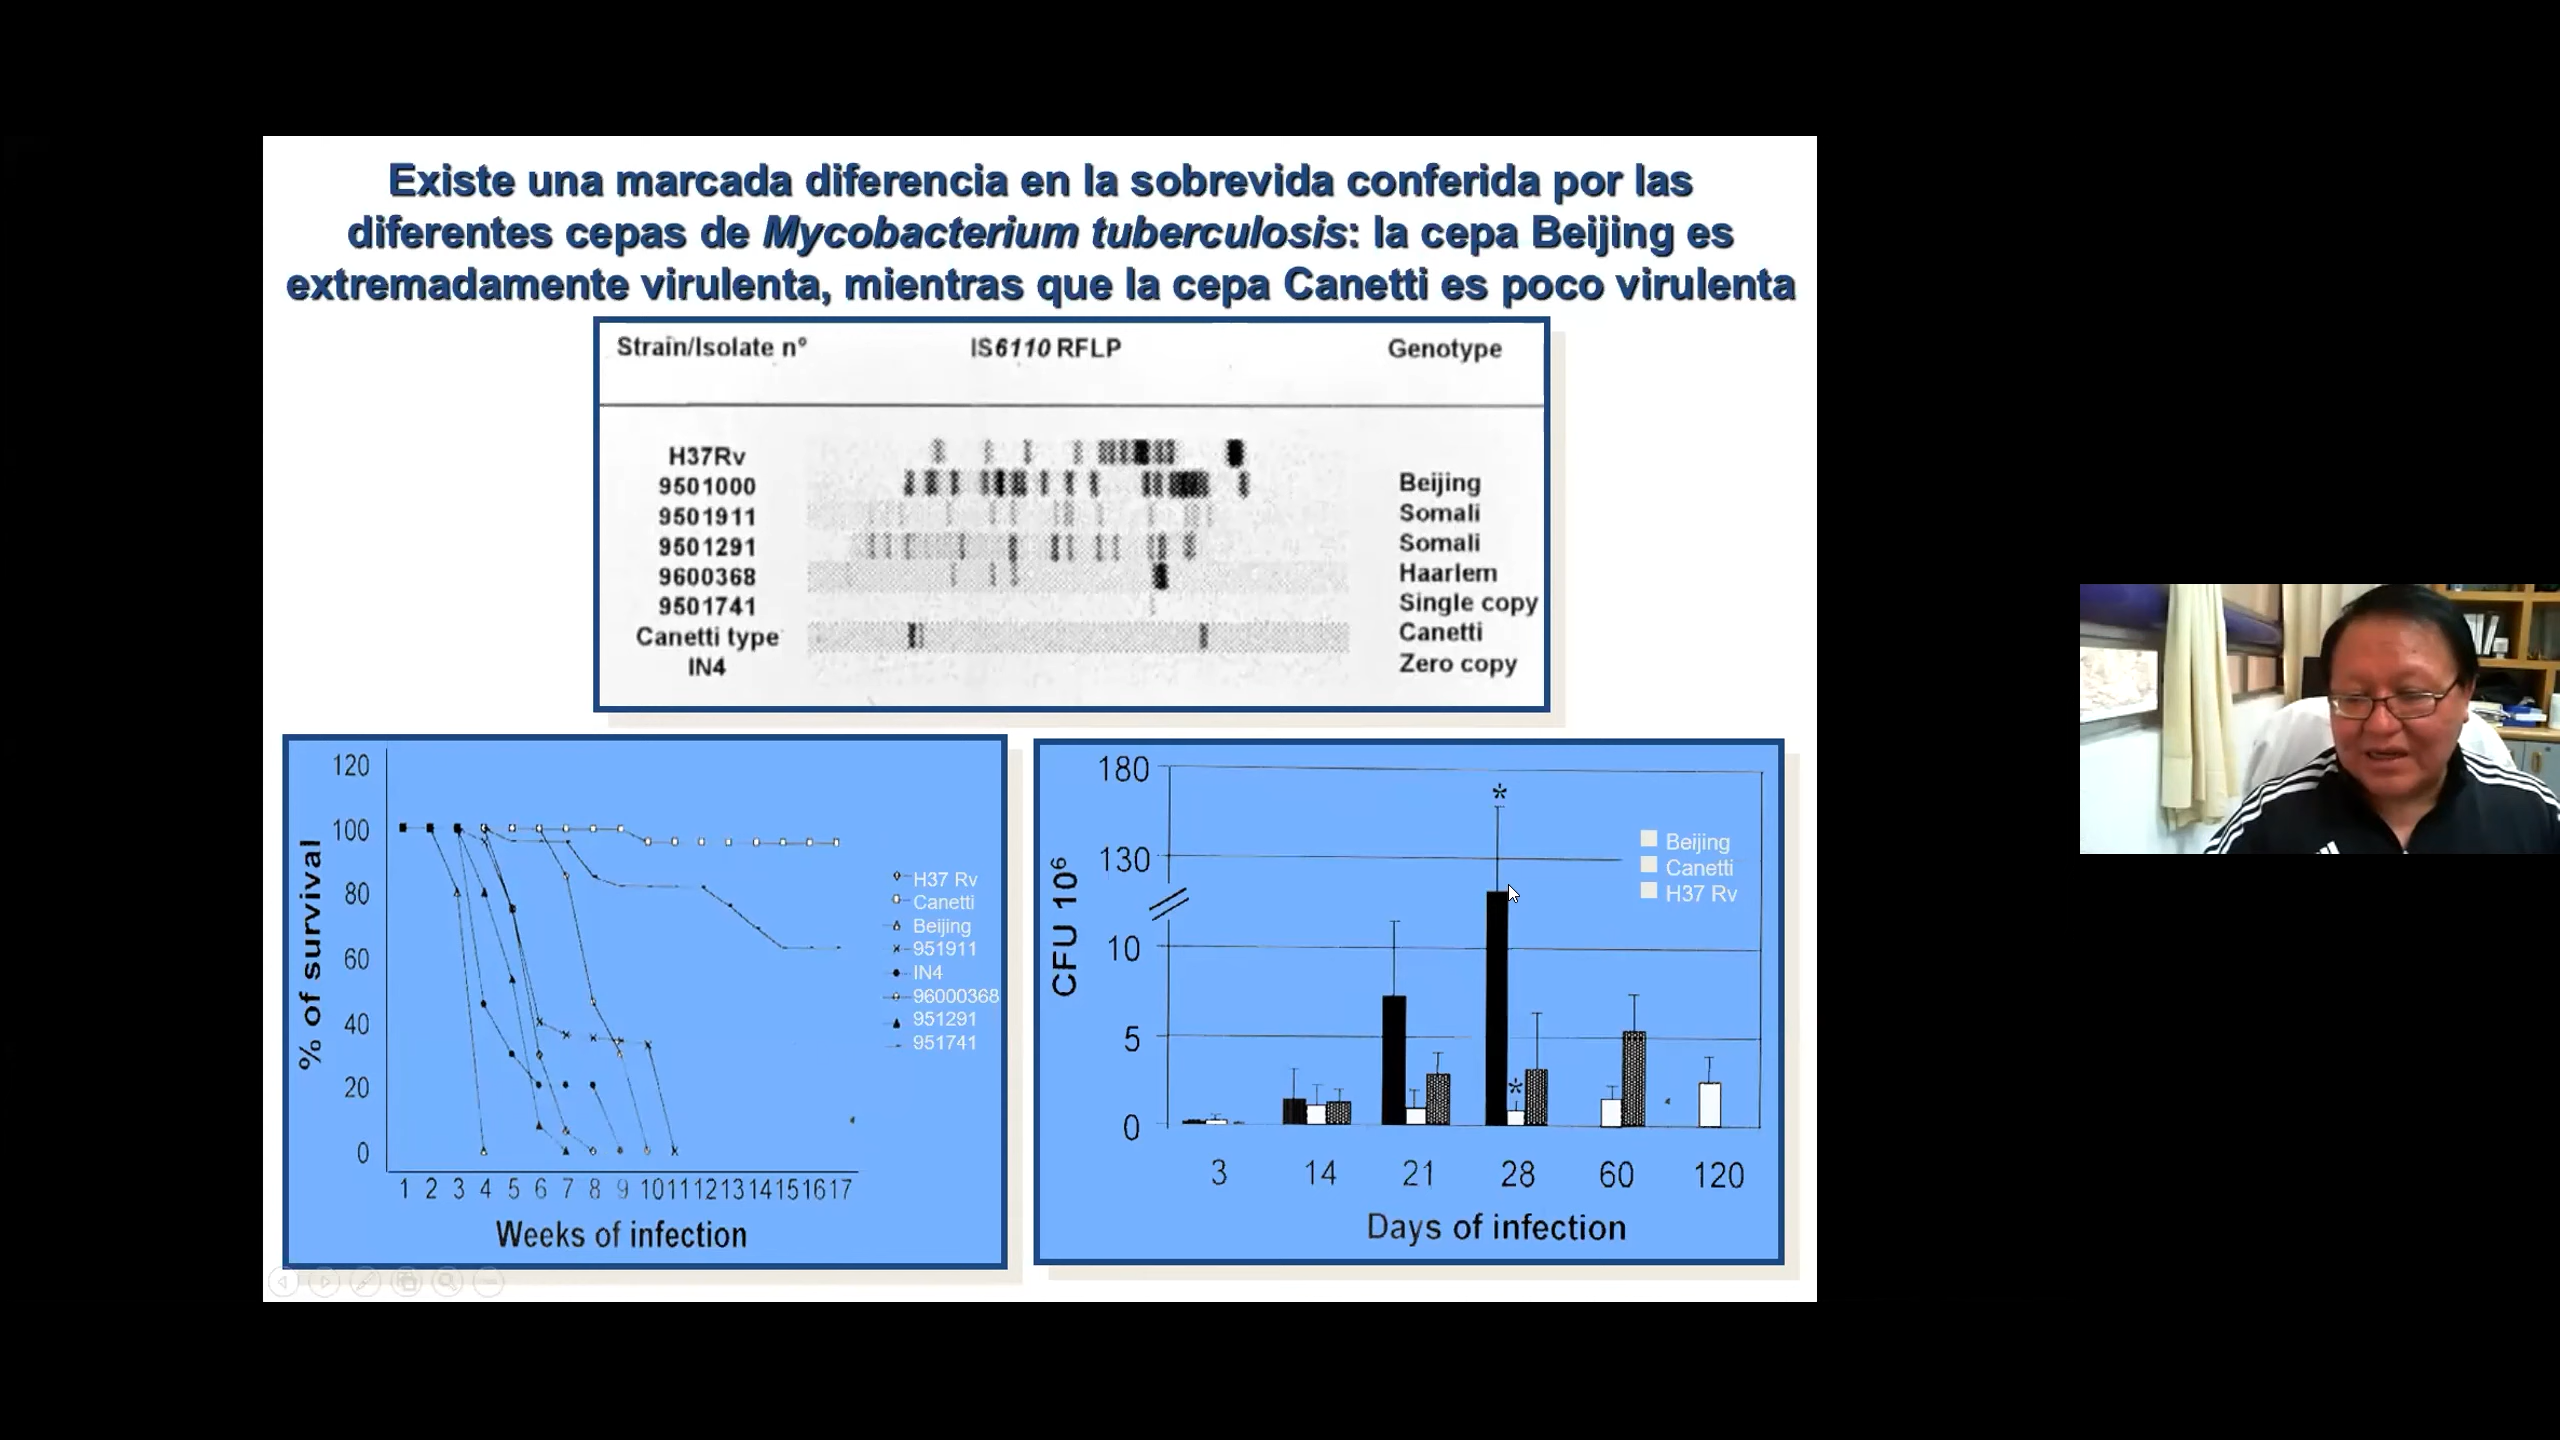 Existe una marcada diferencia en la sobrevida conferida por las
diferentes cepas de Mycobacterium tuberculosis: la cepa Beijing es
extremadamente virulenta, mientras que la cepa Canetti es poco virulenta
Strain/Isolate nº IS6110 RFLP Genotype
H37Rv
9501000 Beijing
9501911 Somali
9501291 Somali
9600368 Haarlem
9501741 Single copy
Canetti type Canetti
IN4 Zero copy
% of survival
120
100
80
60
40
20
0
1 2 3 4 5 6 7 8 9 10 11 12 13 14 15 16 17
Weeks of infection
H37 Rv
Canetti
Beijing
951911
IN4
96000368
951291
951741
CFU 10⁶
180
130
10
5
0
* *
3 14 21 28 60 120
Days of infection
Beijing
Canetti
H37 Rv